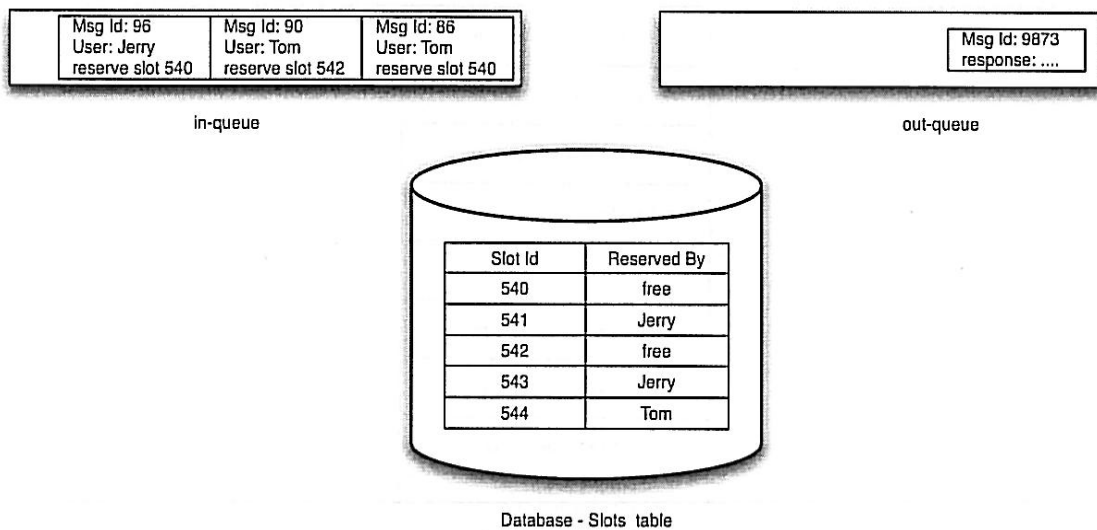 Msg Id: 96
User: Jerry
reserve slot 540
Msg Id: 90
User: Tom
reserve slot 542
Msg Id: 86
User: Tom
reserve slot 540
in-queue
Msg Id: 9873
response: ....
out-queue
Slot Id Reserved By
540 free
541 Jerry
542 free
543 Jerry
544 Tom
Database - Slots table